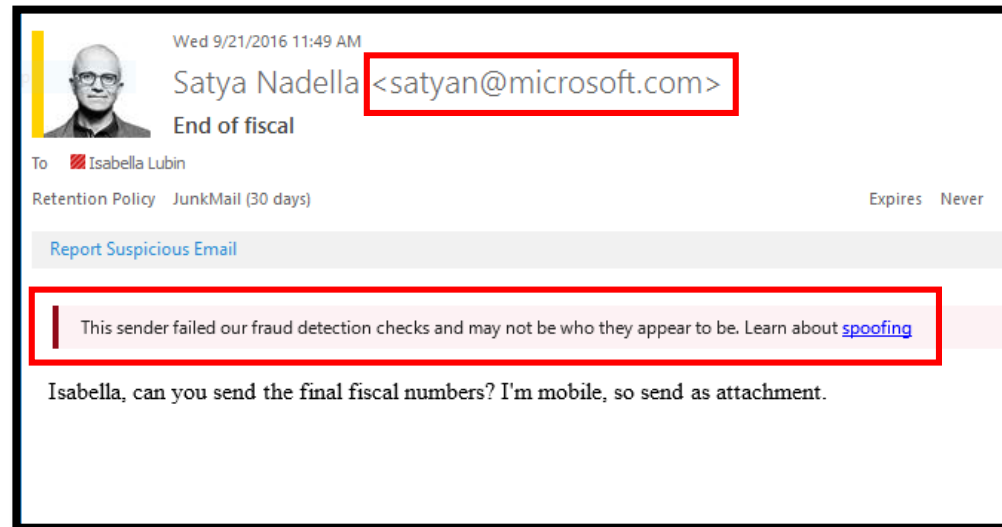 Wed 9/21/2016 11:49 AM
Satya Nadella <satyan@microsoft.com>
End of fiscal
To Isabella Lubin
Retention Policy JunkMail (30 days) Expires Never
Report Suspicious Email
This sender failed our fraud detection checks and may not be who they appear to be. Learn about spoofing
Isabella, can you send the final fiscal numbers? I'm mobile, so send as attachment.